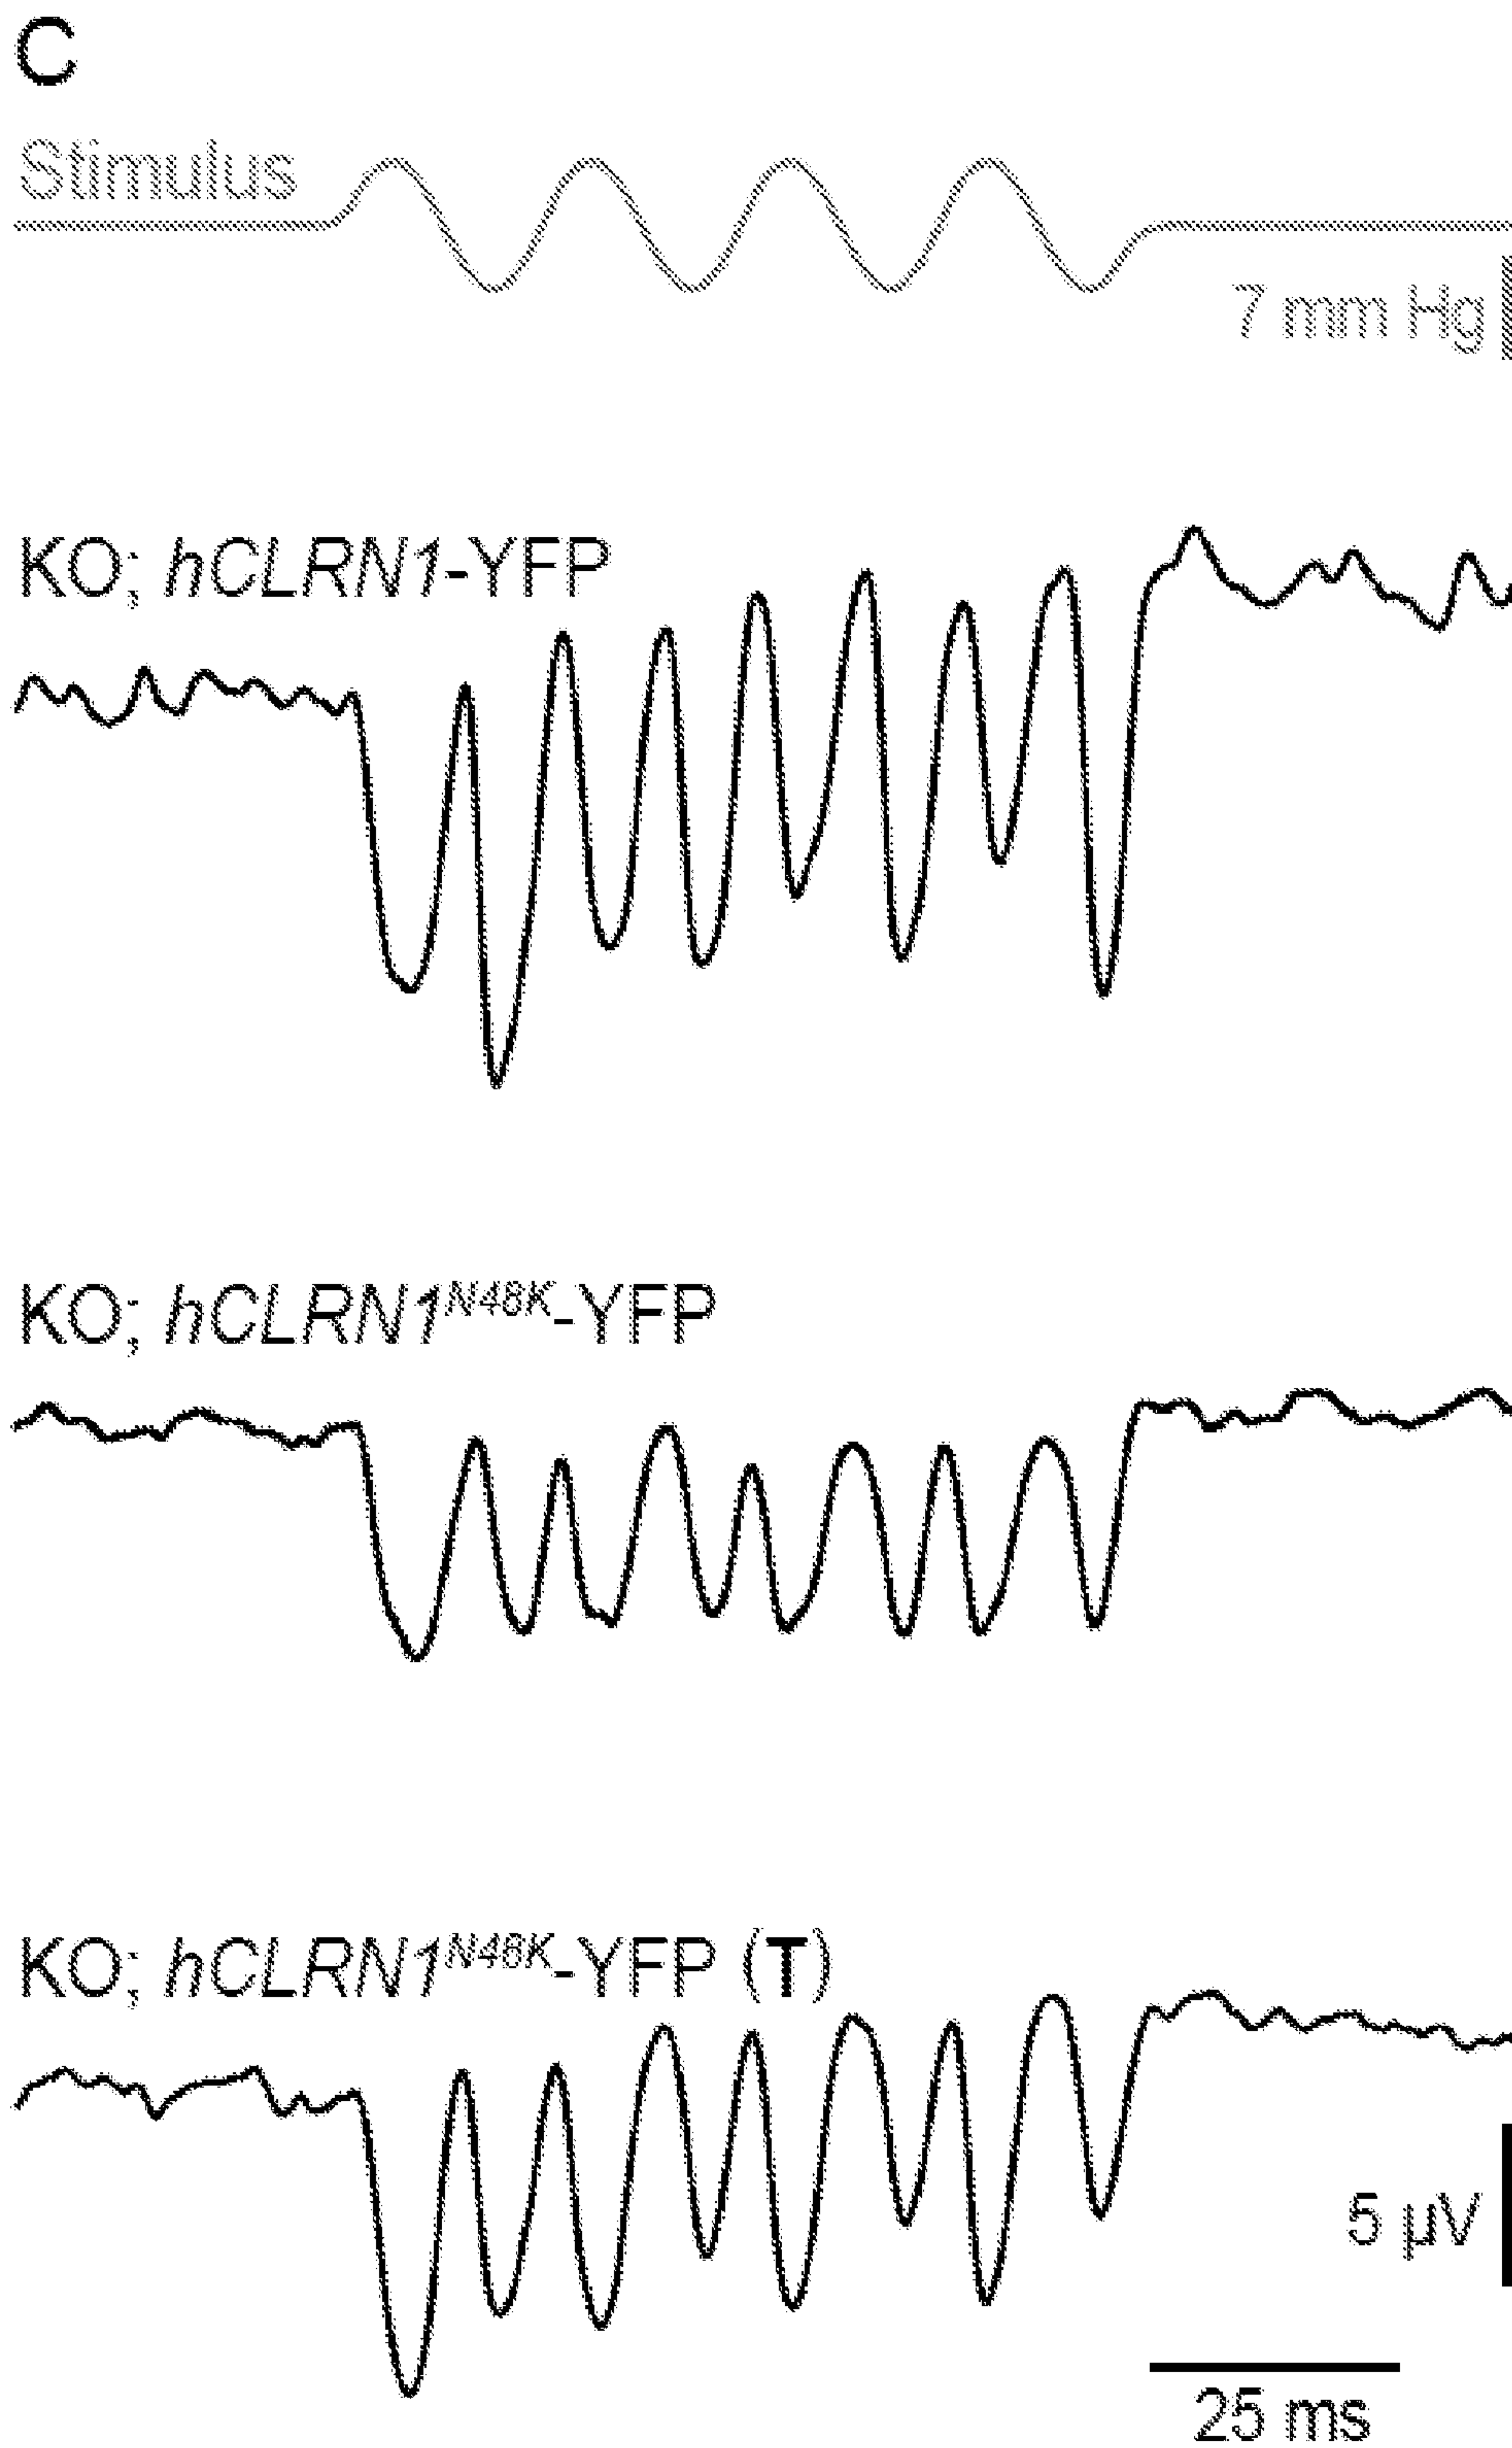 C
Stimulus
7 mm Hg
KO; hCLRN1-YFP
KO; hCLRN1N48K-YFP
KO; hCLRN1N48K-YFP (T)
5 µV
25 ms